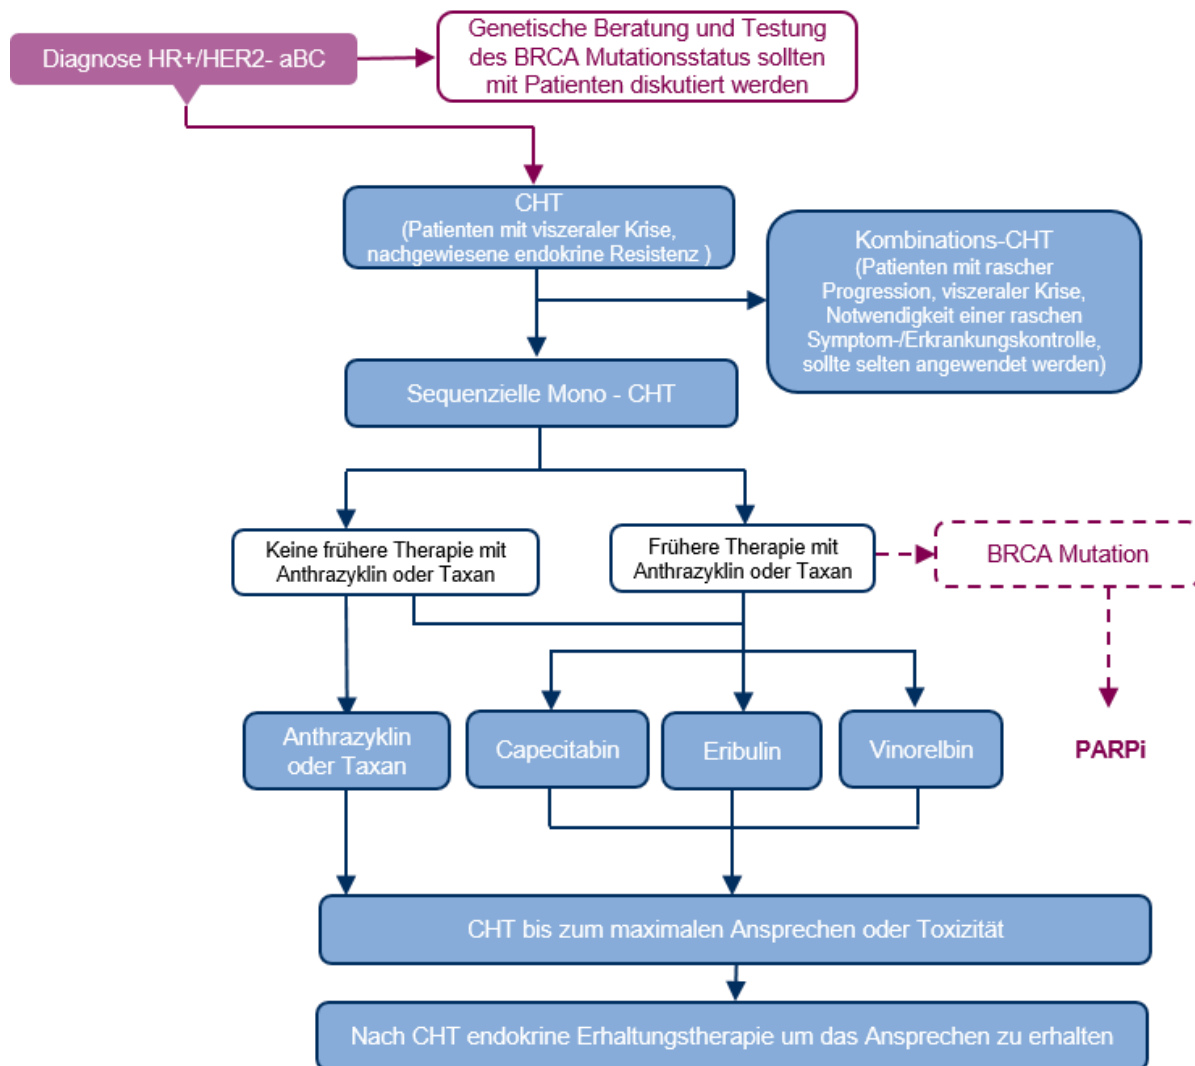 Diagnose HR+/HER2- aBC
Genetische Beratung und Testung
des BRCA Mutationsstatus sollten
mit Patienten diskutiert werden
CHT
(Patienten mit viszeraler Krise,
nachgewiesene endokrine Resistenz )
Kombinations-CHT
(Patienten mit rascher
Progression, viszeraler Krise,
Notwendigkeit einer raschen
Symptom-/Erkrankungskontrolle,
sollte selten angewendet werden)
Sequenzielle Mono - CHT
Keine frühere Therapie mit
Anthrazyklin oder Taxan
Frühere Therapie mit
Anthrazyklin oder Taxan
BRCA Mutation
Anthrazyklin
oder Taxan
Capecitabin
Eribulin
Vinorelbin
PARPi
CHT bis zum maximalen Ansprechen oder Toxizität
Nach CHT endokrine Erhaltungstherapie um das Ansprechen zu erhalten